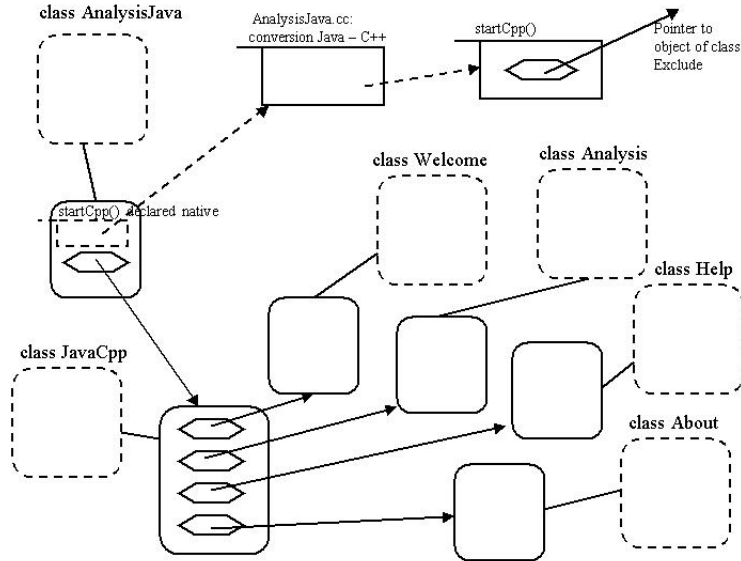 class AnalysisJava
AnalysisJava.cc:
conversion Java – C++
startCpp()
Pointer to
object of class
Exclude
class Welcome
class Analysis
startCpp() declared native
class Help
class JavaCpp
class About